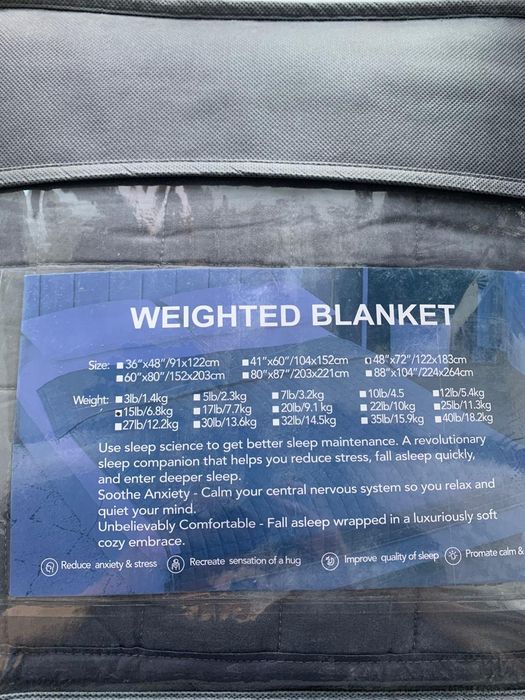 WEIGHTED BLANKET
Size: 36"x48"/91x122cm 41"x60"/104x152cm 48"x72"/122x183cm
60"x80"/152x203cm 80"x87"/203x221cm 88"x104"/224x264cm
Weight: 3lb/1.4kg 5lb/2.3kg 7lb/3.2kg 10lb/4.5 12lb/5.4kg
15lb/6.8kg 17lb/7.7kg 20lb/9.1 kg 22lb/10kg 25lb/11.3kg
27lb/12.2kg 30lb/13.6kg 32lb/14.5kg 35lb/15.9kg 40lb/18.2kg
Use sleep science to get better sleep maintenance. A revolutionary
sleep companion that helps you reduce stress, fall asleep quickly,
and enter deeper sleep.
Soothe Anxiety - Calm your central nervous system so you relax and
quiet your mind.
Unbelievably Comfortable - Fall asleep wrapped in a luxuriously soft
cozy embrace.
Reduce anxiety & stress Recreate sensation of a hug Improve quality of sleep Promate calm &